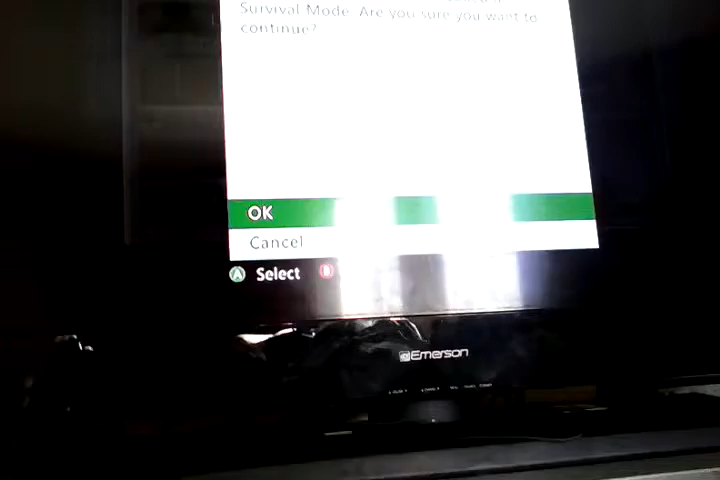 Survival Mode. Are you sure you want to
continue?
OK
Cancel
A Select B
Emerson